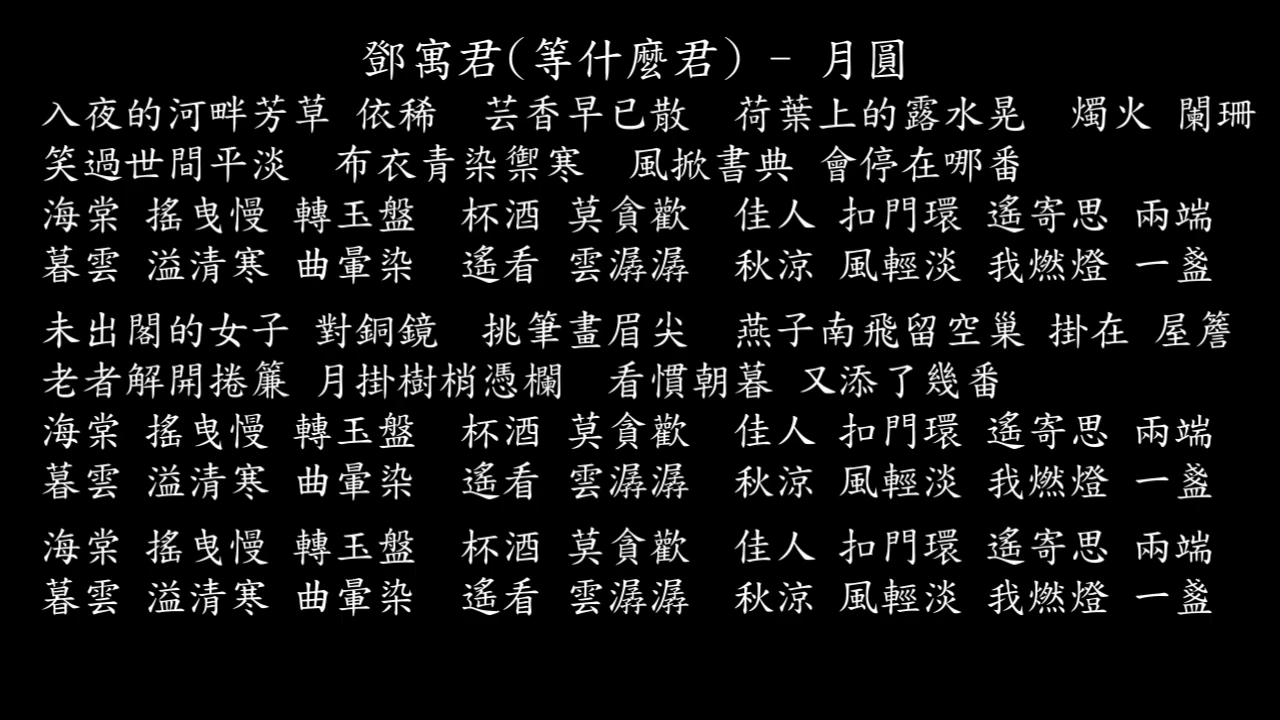 鄧寓君(等什麼君) - 月圓
入夜的河畔芳草 依稀　芸香早已散　荷葉上的露水晃　燭火 闌珊
笑過世間平淡　布衣青染禦寒　風掀書典 會停在哪番
海棠 搖曳慢 轉玉盤　杯酒 莫貪歡　佳人 扣門環 遙寄思 兩端
暮雲 溢清寒 曲暈染　遙看 雲潺潺　秋涼 風輕淡 我燃燈 一盞
未出閣的女子 對銅鏡　挑筆畫眉尖　燕子南飛留空巢 掛在 屋簷
老者解開捲簾 月掛樹梢憑欄　看慣朝暮 又添了幾番
海棠 搖曳慢 轉玉盤　杯酒 莫貪歡　佳人 扣門環 遙寄思 兩端
暮雲 溢清寒 曲暈染　遙看 雲潺潺　秋涼 風輕淡 我燃燈 一盞
海棠 搖曳慢 轉玉盤　杯酒 莫貪歡　佳人 扣門環 遙寄思 兩端
暮雲 溢清寒 曲暈染　遙看 雲潺潺　秋涼 風輕淡 我燃燈 一盞